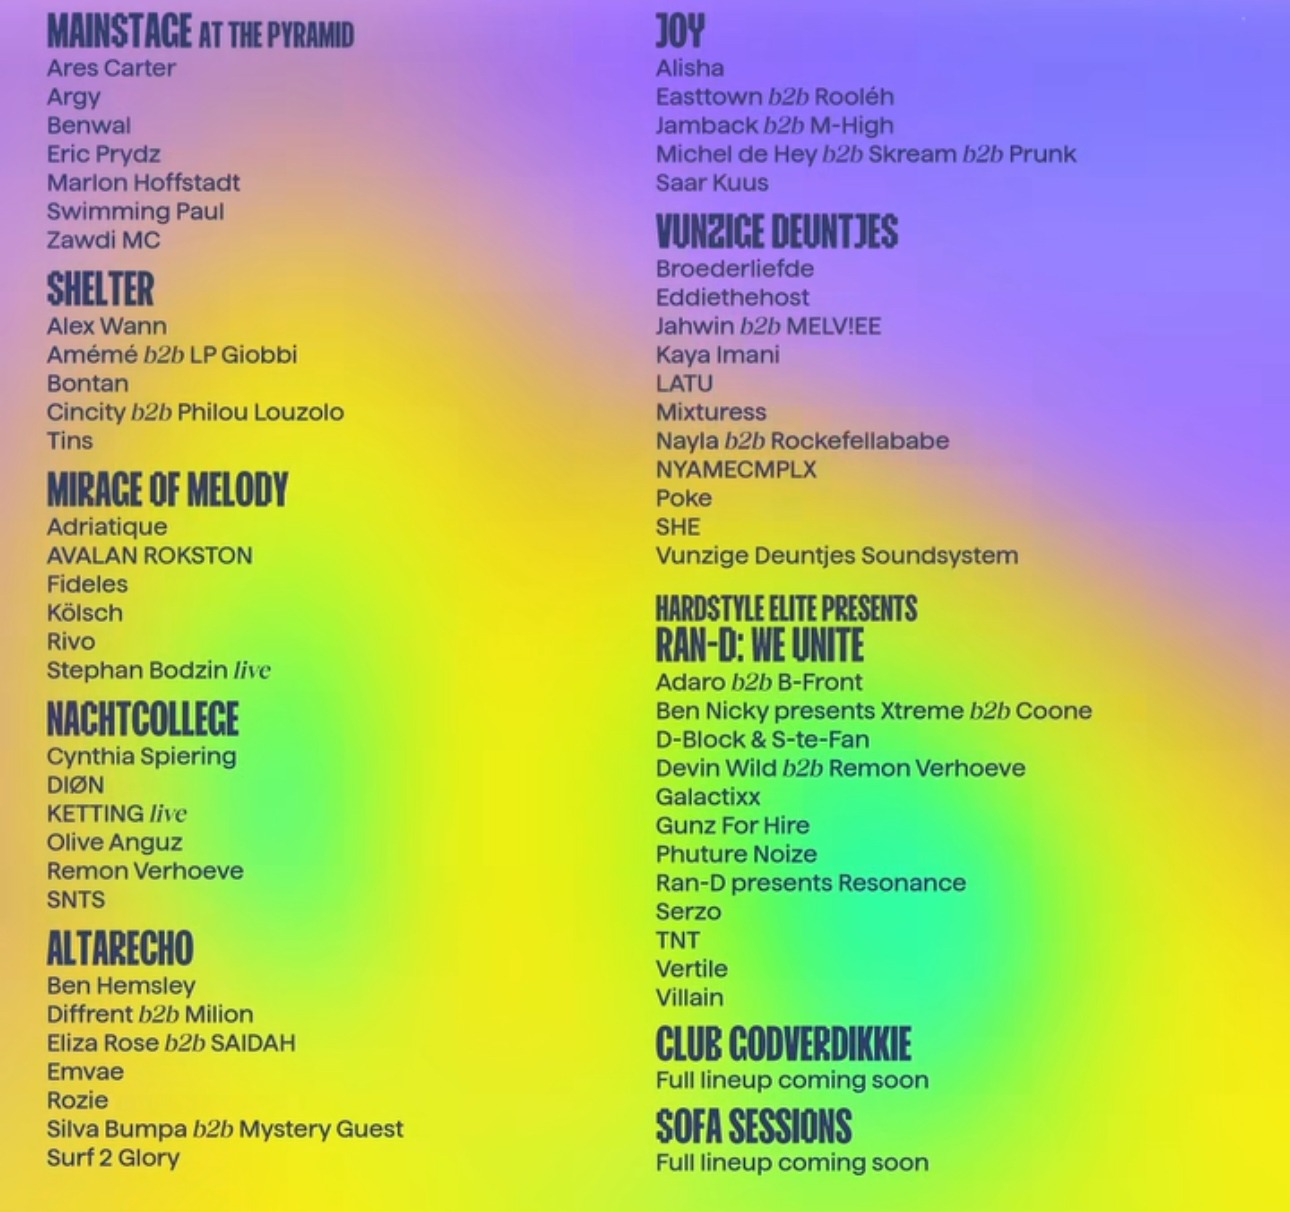 MAINSTAGE AT THE PYRAMID
Ares Carter
Argy
Benwal
Eric Prydz
Marlon Hoffstadt
Swimming Paul
Zawdi MC
SHELTER
Alex Wann
Amémé b2b LP Giobbi
Bontan
Cincity b2b Philou Louzolo
Tins
MIRAGE OF MELODY
Adriatique
AVALAN ROKSTON
Fideles
Kölsch
Rivo
Stephan Bodzin live
NACHTCOLLEGE
Cynthia Spiering
DIØN
KETTING live
Olive Anguz
Remon Verhoeve
SNTS
ALTARECHO
Ben Hemsley
Diffrent b2b Milion
Eliza Rose b2b SAIDAH
Emvae
Rozie
Silva Bumpa b2b Mystery Guest
Surf 2 Glory
JOY
Alisha
Easttown b2b Rooléh
Jamback b2b M-High
Michel de Hey b2b Skream b2b Prunk
Saar Kuus
VUNZIGE DEUNTJES
Broederliefde
Eddiethehost
Jahwin b2b MELV!EE
Kaya Imani
LATU
Mixturess
Nayla b2b Rockefellababe
NYAMECMPLX
Poke
SHE
Vunzige Deuntjes Soundsystem
HARDSTYLE ELITE PRESENTS
RAN-D: WE UNITE
Adaro b2b B-Front
Ben Nicky presents Xtreme b2b Coone
D-Block & S-te-Fan
Devin Wild b2b Remon Verhoeve
Galactixx
Gunz For Hire
Phuture Noize
Ran-D presents Resonance
Serzo
TNT
Vertile
Villain
CLUB GODVERDIKKIE
Full lineup coming soon
SOFA SESSIONS
Full lineup coming soon